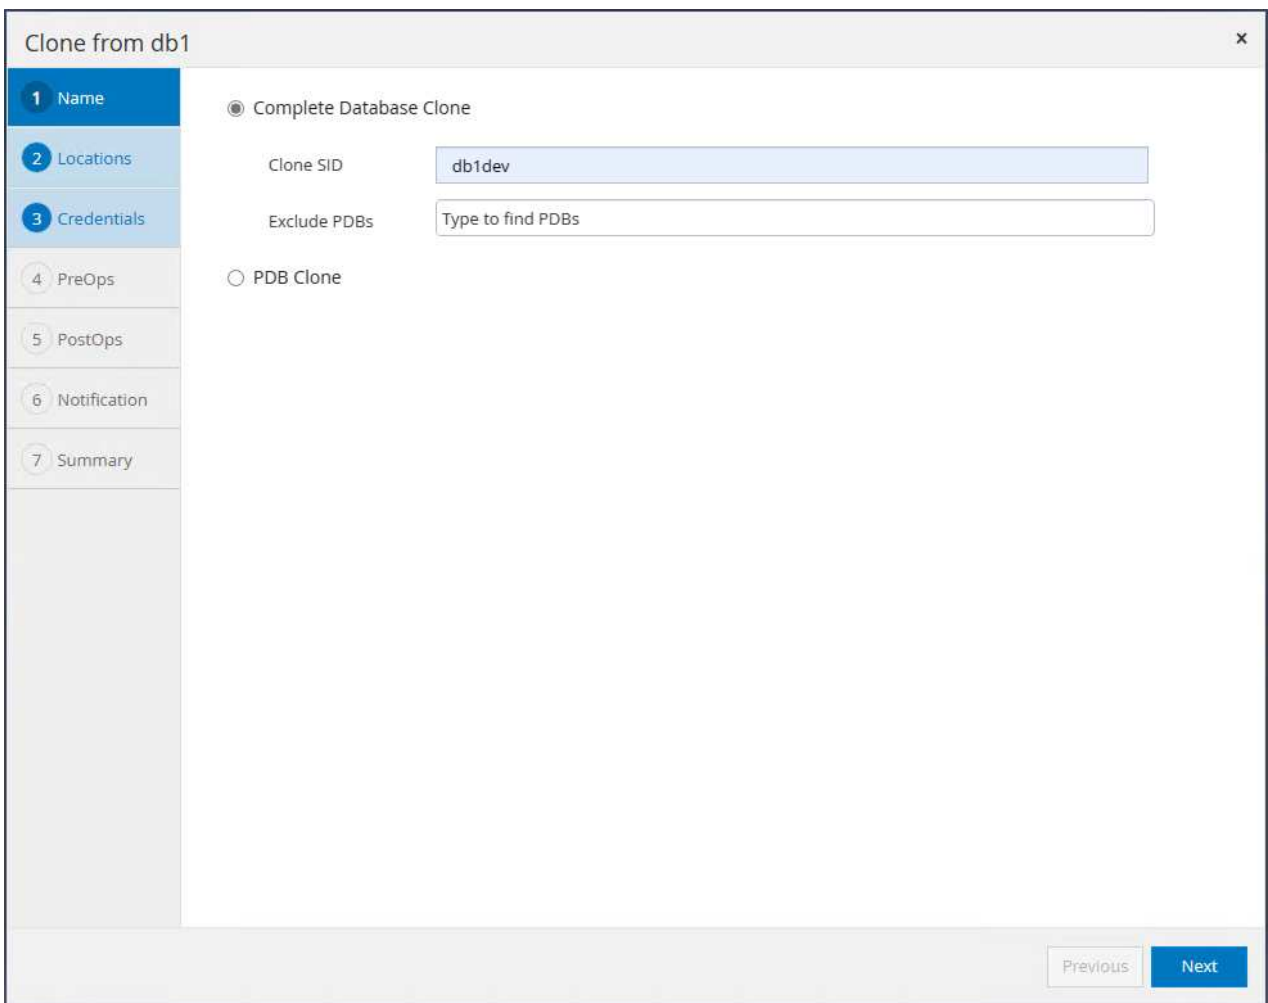 Clone from db1
×
1 Name
2 Locations
3 Credentials
4 PreOps
5 PostOps
6 Notification
7 Summary
Complete Database Clone
Clone SID
db1dev
Exclude PDBs
Type to find PDBs
PDB Clone
Previous
Next